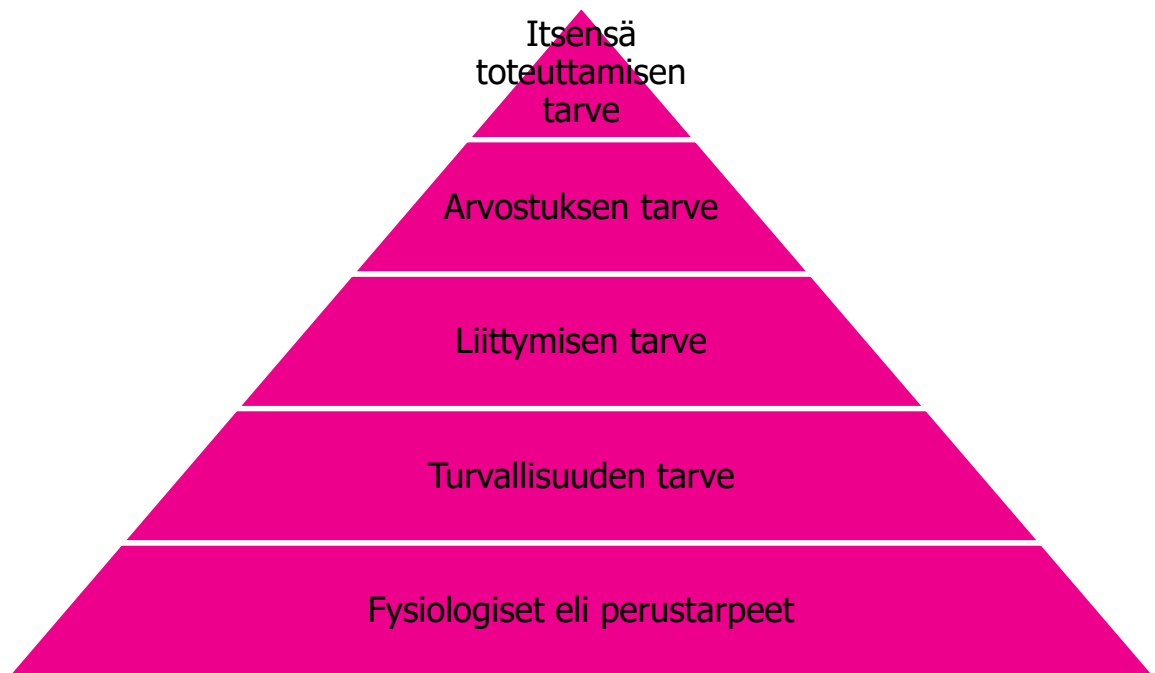 Itsensä
toteuttamisen
tarve
Arvostuksen tarve
Liittymisen tarve
Turvallisuuden tarve
Fysiologiset eli perustarpeet